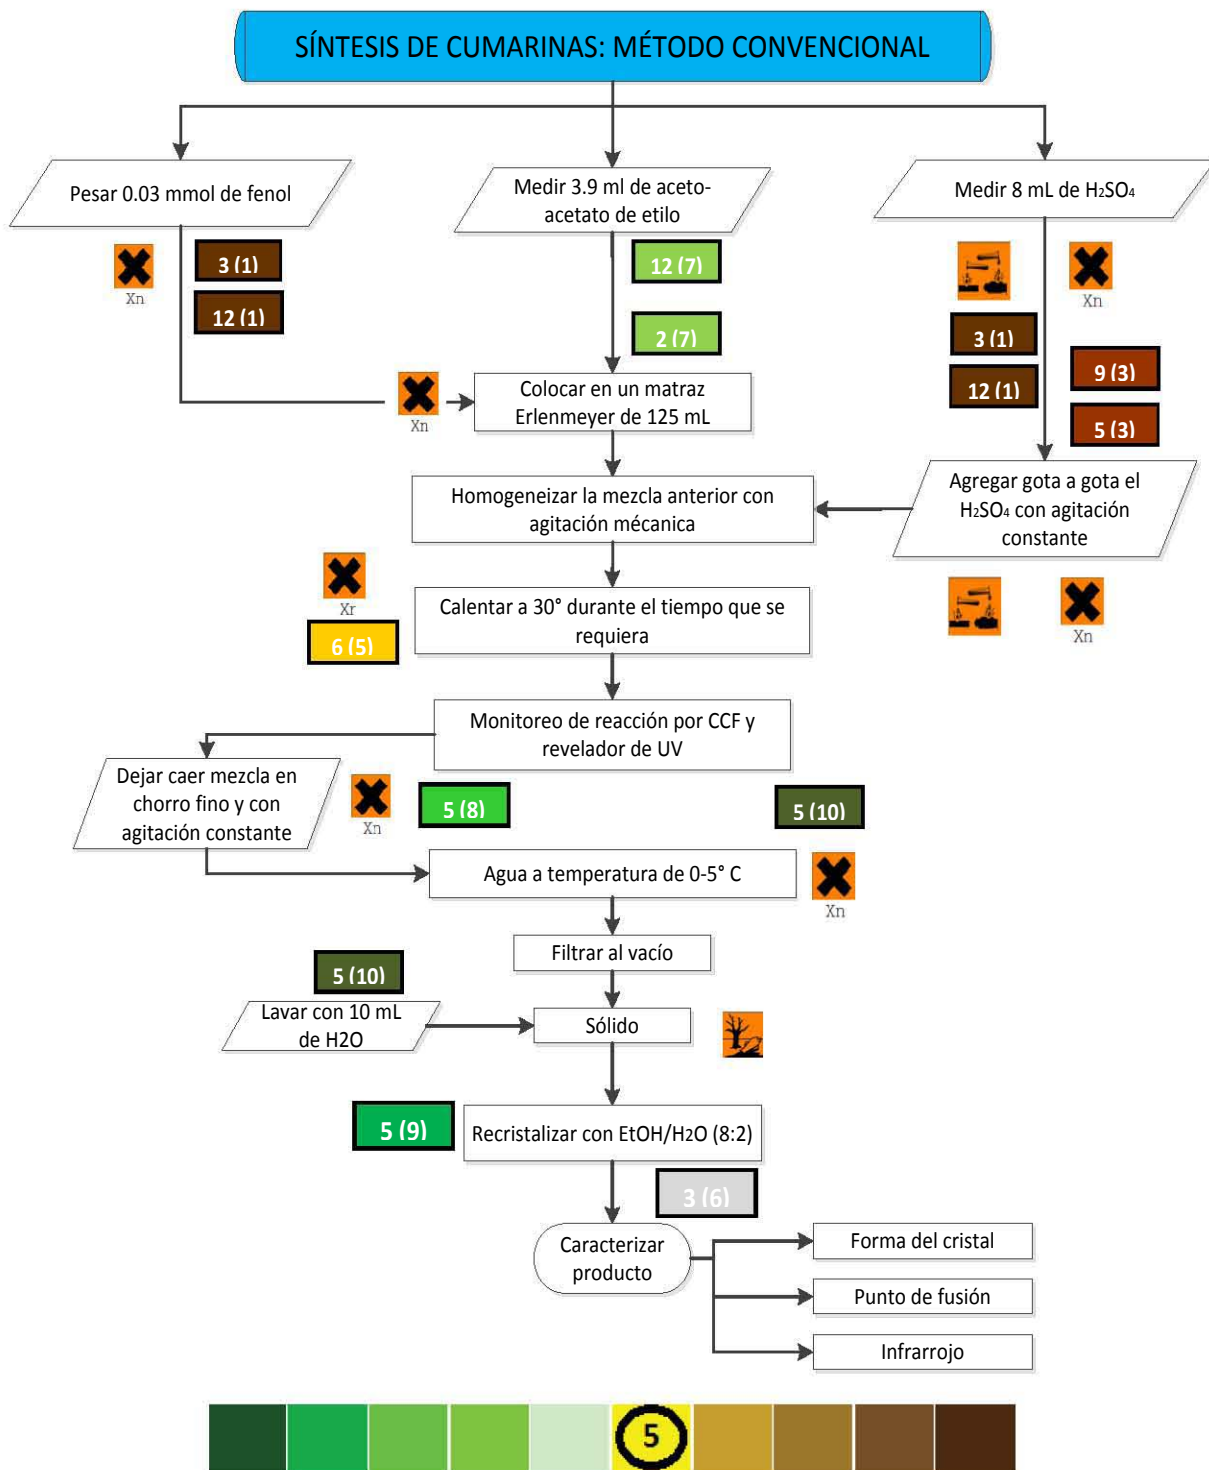 SÍNTESIS DE CUMARINAS: MÉTODO CONVENCIONAL
Pesar 0.03 mmol de fenol
Medir 3.9 ml de aceto-
acetato de etilo
Medir 8 mL de H2SO4
Xn
3 (1)
12 (1)
12 (7)
2 (7)
Xn
3 (1)
12 (1)
9 (3)
5 (3)
Xn
Colocar en un matraz
Erlenmeyer de 125 mL
Homogeneizar la mezcla anterior con
agitación mécanica
Agregar gota a gota el
H2SO4 con agitación
constante
Xn
Xr
6 (5)
Calentar a 30° durante el tiempo que se
requiera
Monitoreo de reacción por CCF y
revelador de UV
Dejar caer mezcla en
chorro fino y con
agitación constante
Xn
5 (8)
5 (10)
Agua a temperatura de 0-5° C
Xn
Filtrar al vacío
5 (10)
Lavar con 10 mL
de H2O
Sólido
5 (9)
Recristalizar con EtOH/H2O (8:2)
3 (6)
Caracterizar
producto
Forma del cristal
Punto de fusión
Infrarrojo
5